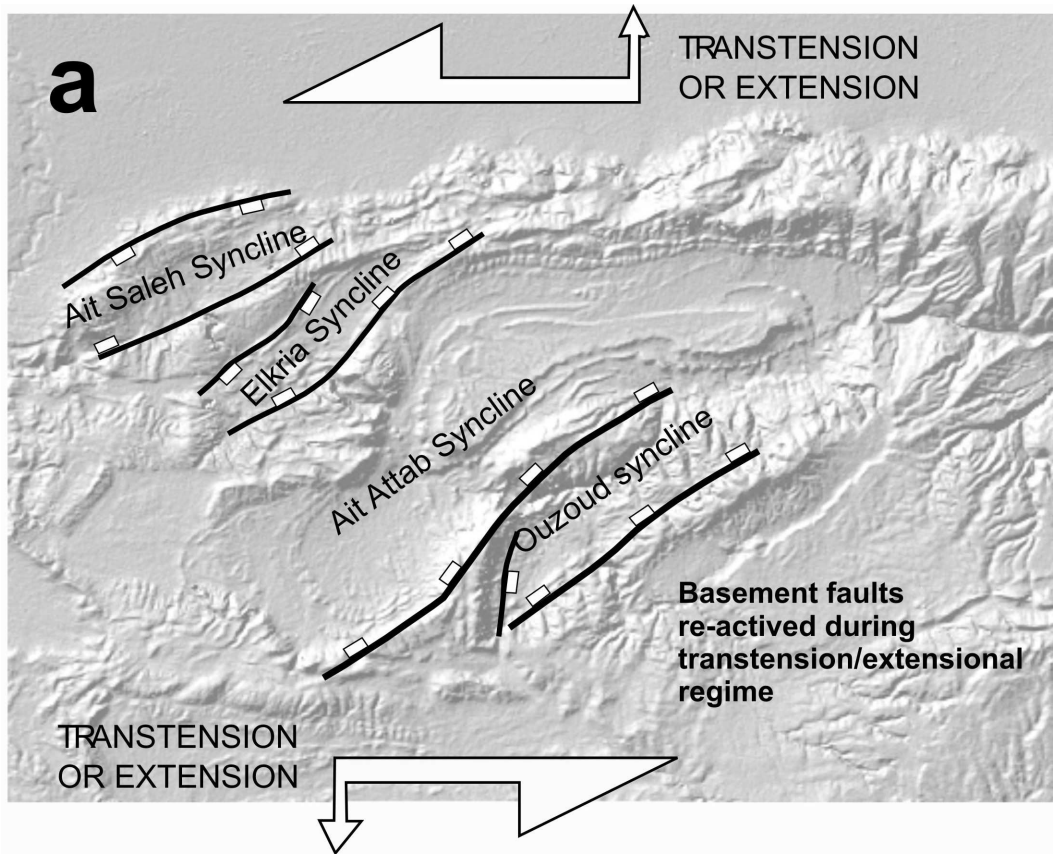 a
TRANSTENSION
OR EXTENSION
Ait Saleh Syncline
Elkria Syncline
Ait Attab Syncline
Ouzoud syncline
Basement faults
re-actived during
transtension/extensional
regime
TRANSTENSION
OR EXTENSION